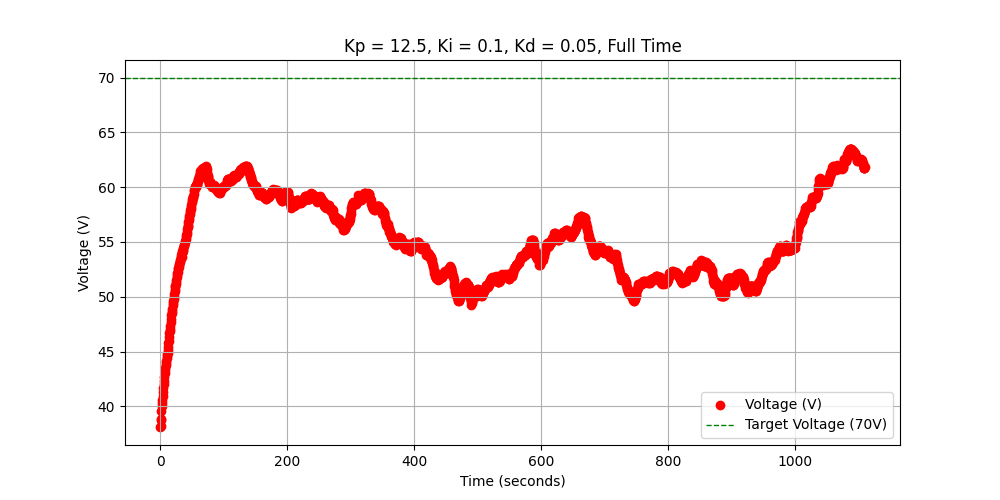 Kp = 12.5, Ki = 0.1, Kd = 0.05, Full Time
Voltage (V)
70
65
60
55
50
45
40
0 200 400 600 800 1000
Time (seconds)
Voltage (V)
Target Voltage (70V)